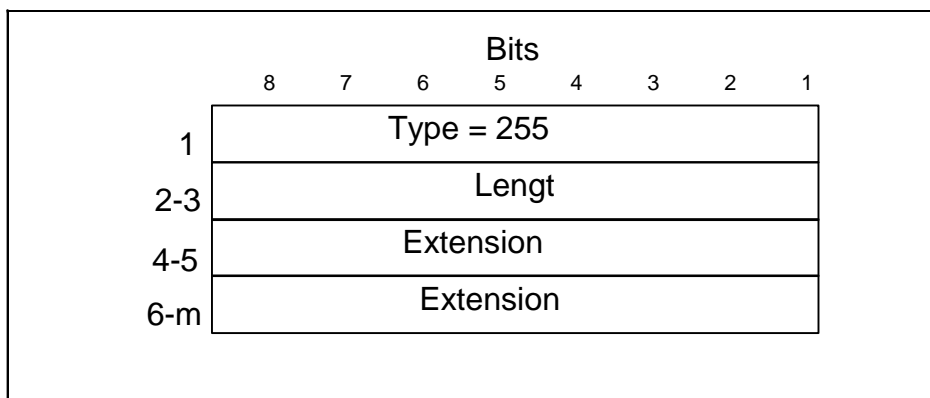 Bits
8 7 6 5 4 3 2 1
1 Type = 255
2-3 Lengt
4-5 Extension
6-m Extension